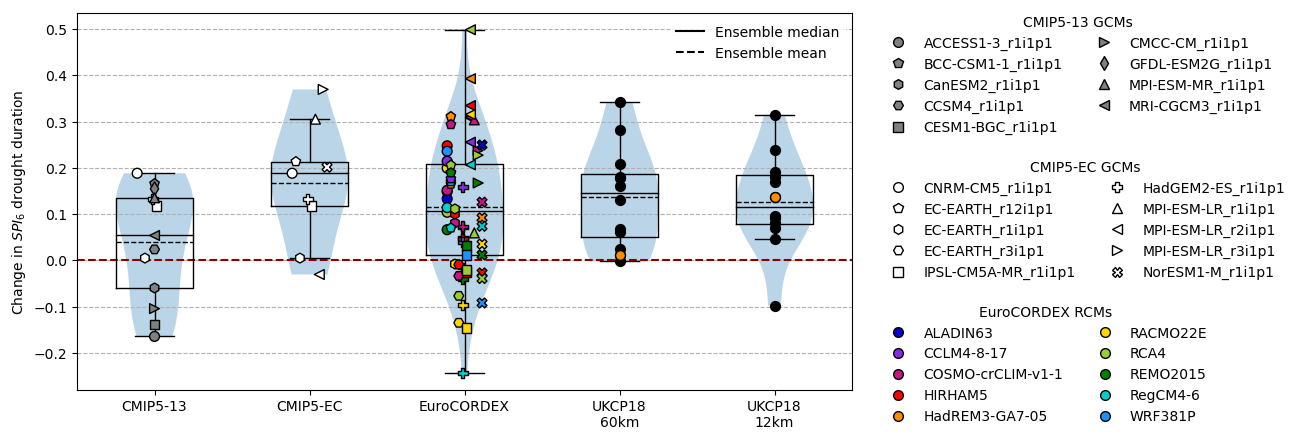 Change in SPI6 drought duration
0.5
0.4
0.3
0.2
0.1
0.0
−0.1
−0.2
Ensemble median
Ensemble mean
CMIP5-13
CMIP5-EC
EuroCORDEX
UKCP18
60km
UKCP18
12km
CMIP5-13 GCMs
ACCESS1-3_r1i1p1
BCC-CSM1-1_r1i1p1
CanESM2_r1i1p1
CCSM4_r1i1p1
CESM1-BGC_r1i1p1
CMCC-CM_r1i1p1
GFDL-ESM2G_r1i1p1
MPI-ESM-MR_r1i1p1
MRI-CGCM3_r1i1p1
CMIP5-EC GCMs
CNRM-CM5_r1i1p1
EC-EARTH_r12i1p1
EC-EARTH_r1i1p1
EC-EARTH_r3i1p1
IPSL-CM5A-MR_r1i1p1
HadGEM2-ES_r1i1p1
MPI-ESM-LR_r1i1p1
MPI-ESM-LR_r2i1p1
MPI-ESM-LR_r3i1p1
NorESM1-M_r1i1p1
EuroCORDEX RCMs
ALADIN63
CCLM4-8-17
COSMO-crCLIM-v1-1
HIRHAM5
HadREM3-GA7-05
RACMO22E
RCA4
REMO2015
RegCM4-6
WRF381P